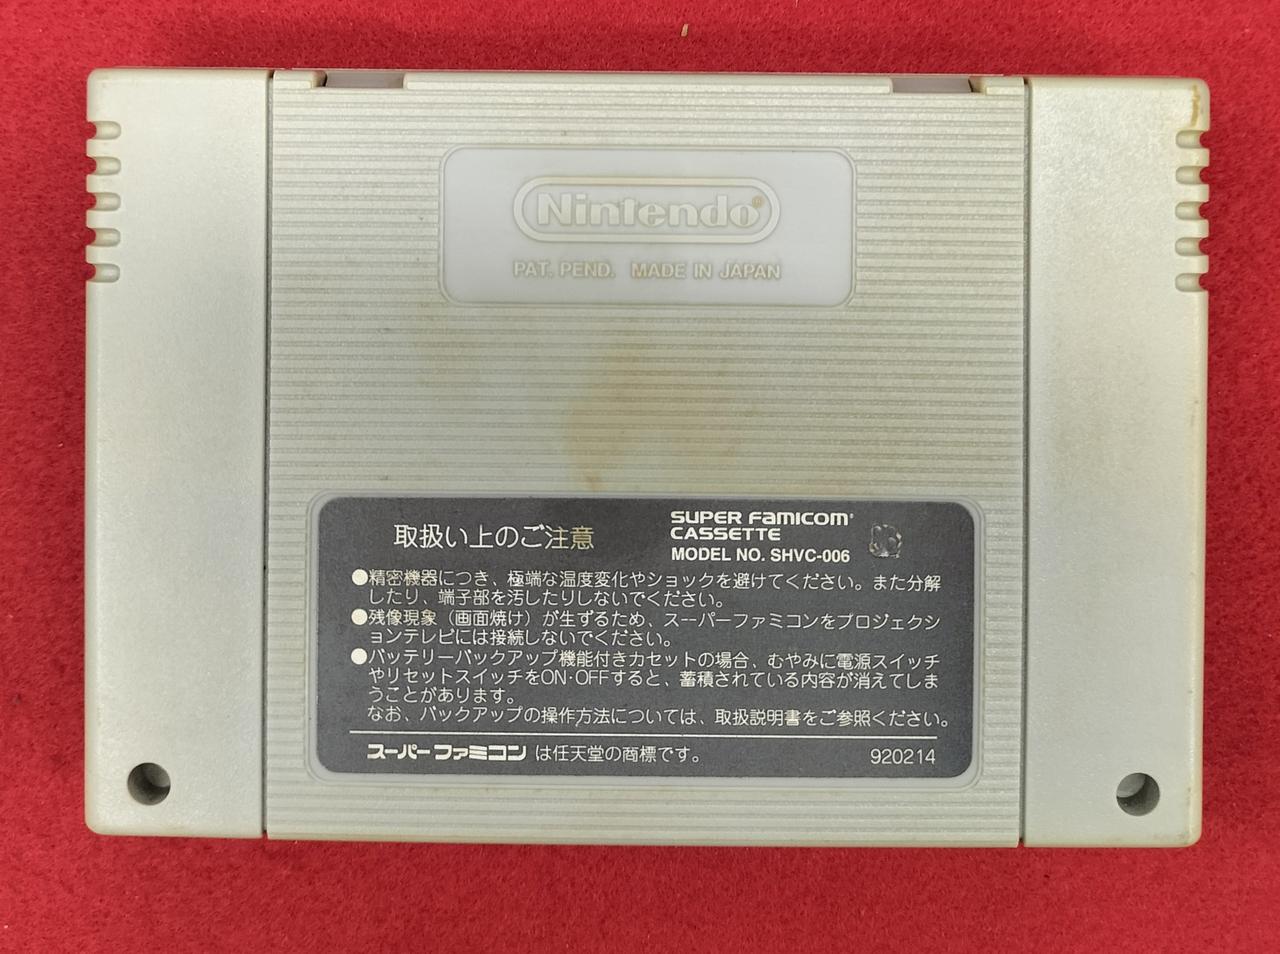 Nintendo®
PAT. PEND. MADE IN JAPAN
取扱い上のご注意
SUPER FAMICOM
CASSETTE
MODEL NO. SHVC-006
●精密機器につき、極端な温度変化やショックを避けてください。また分解
したり、端子部を汚したりしないでください。
●残像現象（画面焼け）が生ずるため、スーパーファミコンをプロジェクシ
ョンテレビには接続しないでください。
●バッテリーバックアップ機能付きカセットの場合、むやみに電源スイッチ
やリセットスイッチをON·OFFすると、蓄積されている内容が消えてしま
うことがあります。
なお、バックアップの操作方法については、取扱説明書をご参照ください。
スーパーファミコン は任天堂の商標です。
920214